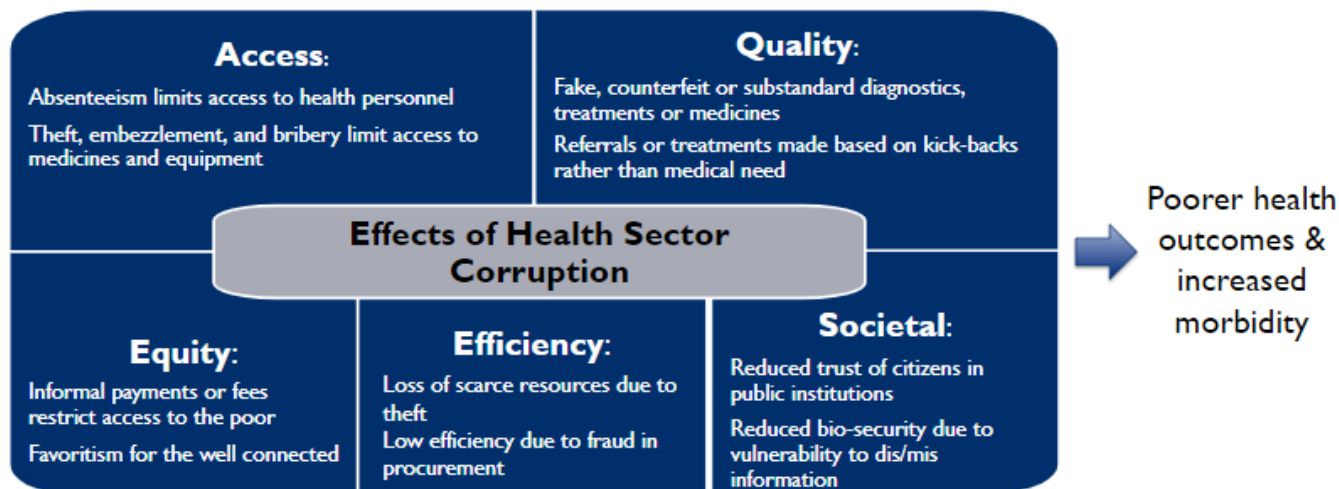 Access:
Absenteeism limits access to health personnel
Theft, embezzlement, and bribery limit access to
medicines and equipment
Quality:
Fake, counterfeit or substandard diagnostics,
treatments or medicines
Referrals or treatments made based on kick-backs
rather than medical need
Effects of Health Sector
Corruption
Equity:
Informal payments or fees
restrict access to the poor
Favoritism for the well connected
Efficiency:
Loss of scarce resources due to
theft
Low efficiency due to fraud in
procurement
Societal:
Reduced trust of citizens in
public institutions
Reduced bio-security due to
vulnerability to dis/mis
information
Poorer health
outcomes &
increased
morbidity